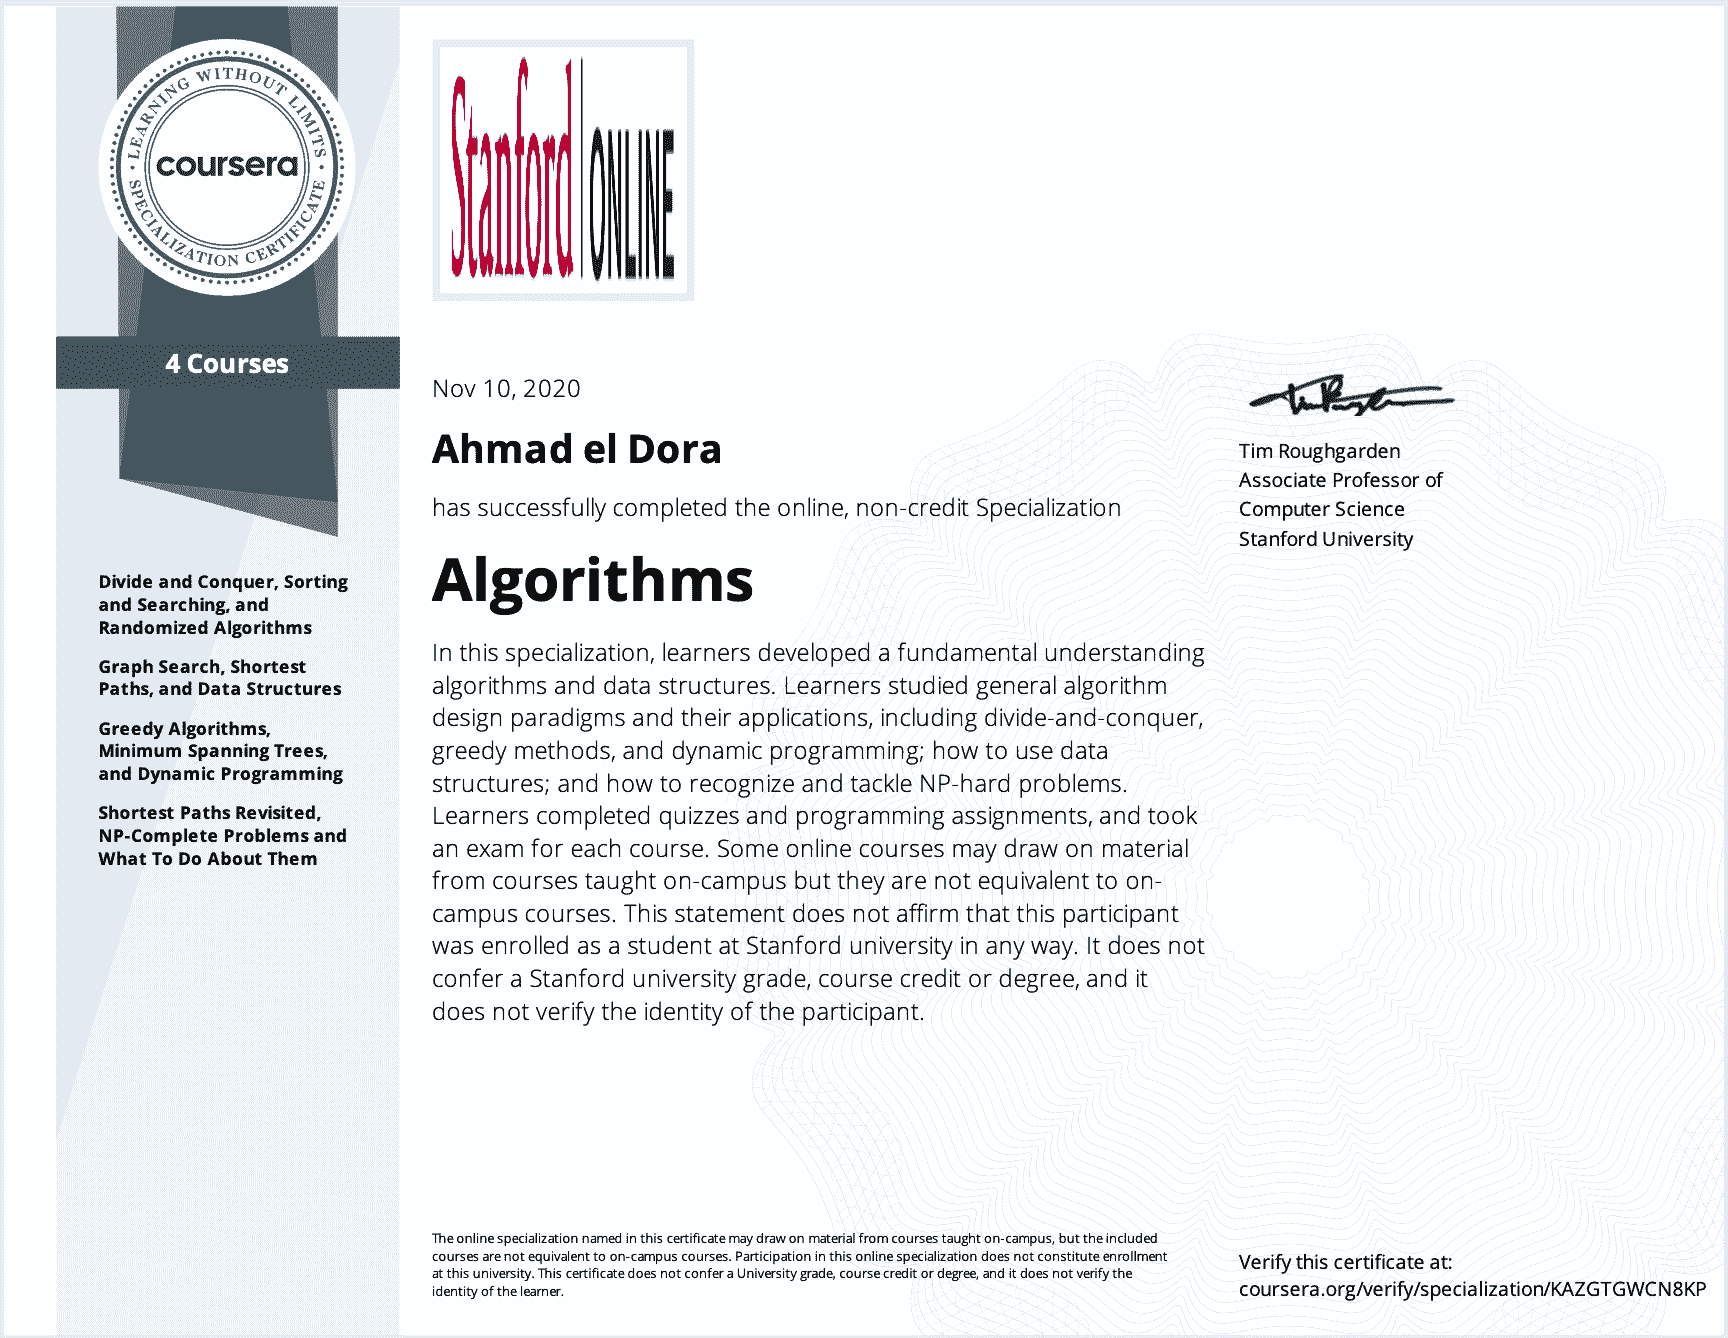 LEARNING WITHOUT LIMITS
coursera
SPECIALIZATION CERTIFICATE
4 Courses
Divide and Conquer, Sorting
and Searching, and
Randomized Algorithms
Graph Search, Shortest
Paths, and Data Structures
Greedy Algorithms,
Minimum Spanning Trees,
and Dynamic Programming
Shortest Paths Revisited,
NP-Complete Problems and
What To Do About Them
Stanford ONLINE
Nov 10, 2020
Ahmad el Dora
has successfully completed the online, non-credit Specialization
Algorithms
In this specialization, learners developed a fundamental understanding
algorithms and data structures. Learners studied general algorithm
design paradigms and their applications, including divide-and-conquer,
greedy methods, and dynamic programming; how to use data
structures; and how to recognize and tackle NP-hard problems.
Learners completed quizzes and programming assignments, and took
an exam for each course. Some online courses may draw on material
from courses taught on-campus but they are not equivalent to on-
campus courses. This statement does not affirm that this participant
was enrolled as a student at Stanford university in any way. It does not
confer a Stanford university grade, course credit or degree, and it
does not verify the identity of the participant.
Tim Roughgarden
Associate Professor of
Computer Science
Stanford University
The online specialization named in this certificate may draw on material from courses taught on-campus, but the included
courses are not equivalent to on-campus courses. Participation in this online specialization does not constitute enrollment
at this university. This certificate does not confer a University grade, course credit or degree, and it does not verify the
identity of the learner.
Verify this certificate at:
coursera.org/verify/specialization/KAZGTGWCN8KP